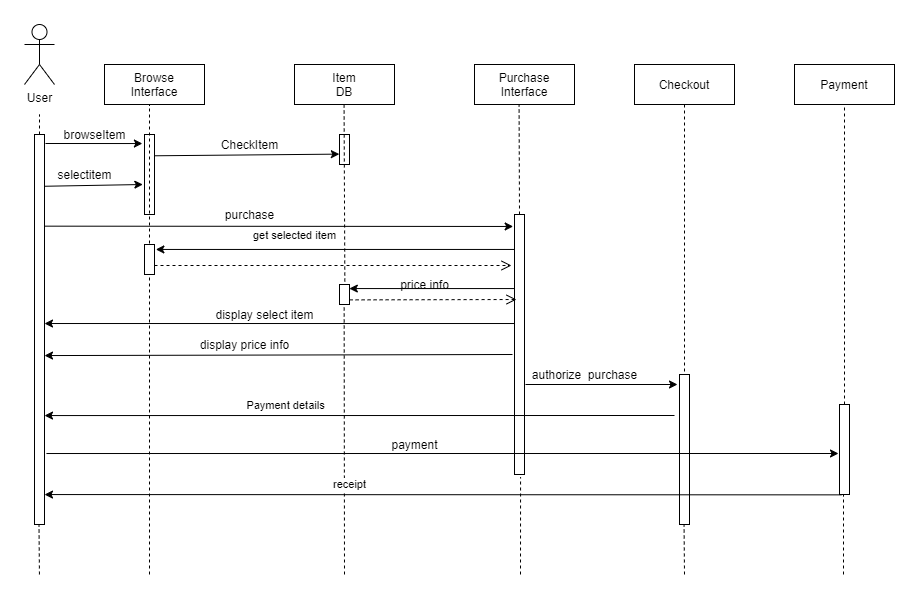 User
Browse
Interface
Item
DB
Purchase
Interface
Checkout
Payment
browseItem
CheckItem
selectitem
purchase
get selected item
price info
display select item
display price info
authorize  purchase
Payment details
payment
receipt